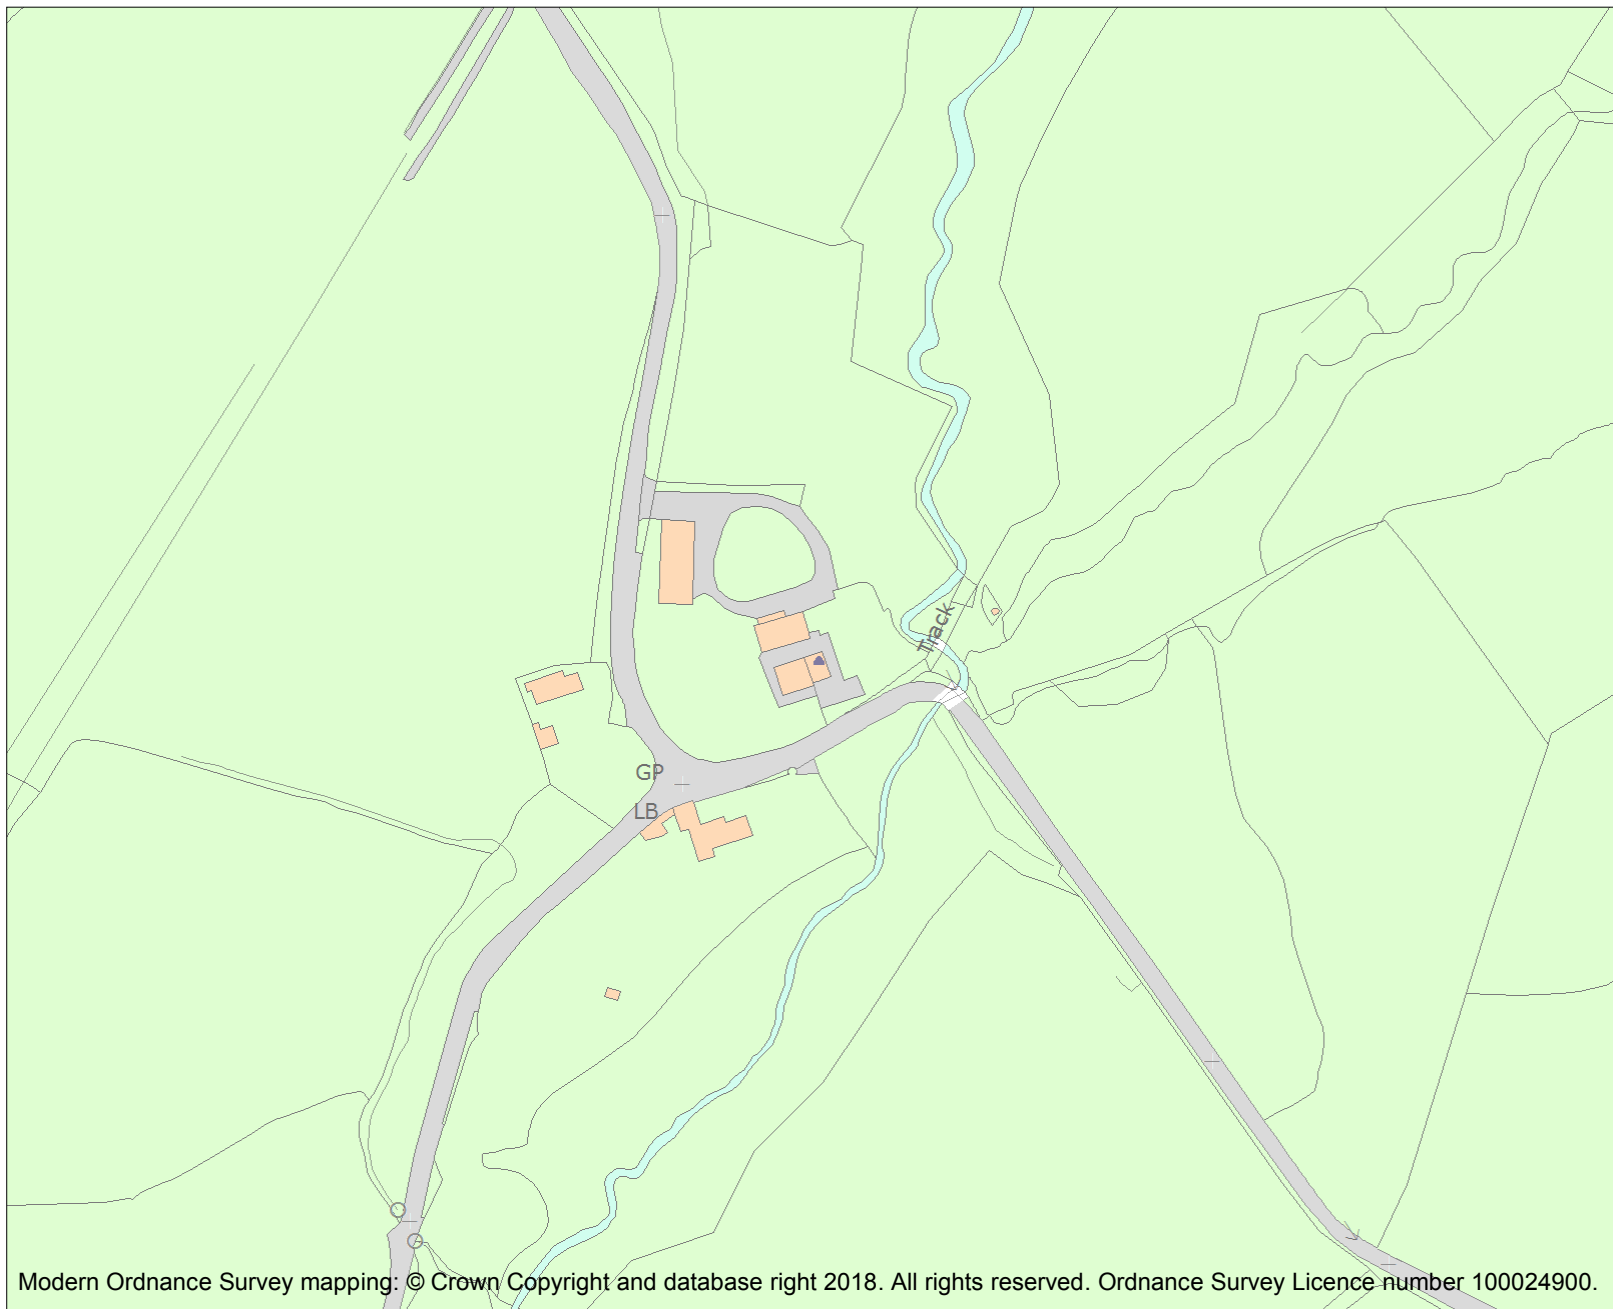 Track
GP
LB
Modern Ordnance Survey mapping: © Crown Copyright and database right 2018. All rights reserved. Ordnance Survey Licence number 100024900.